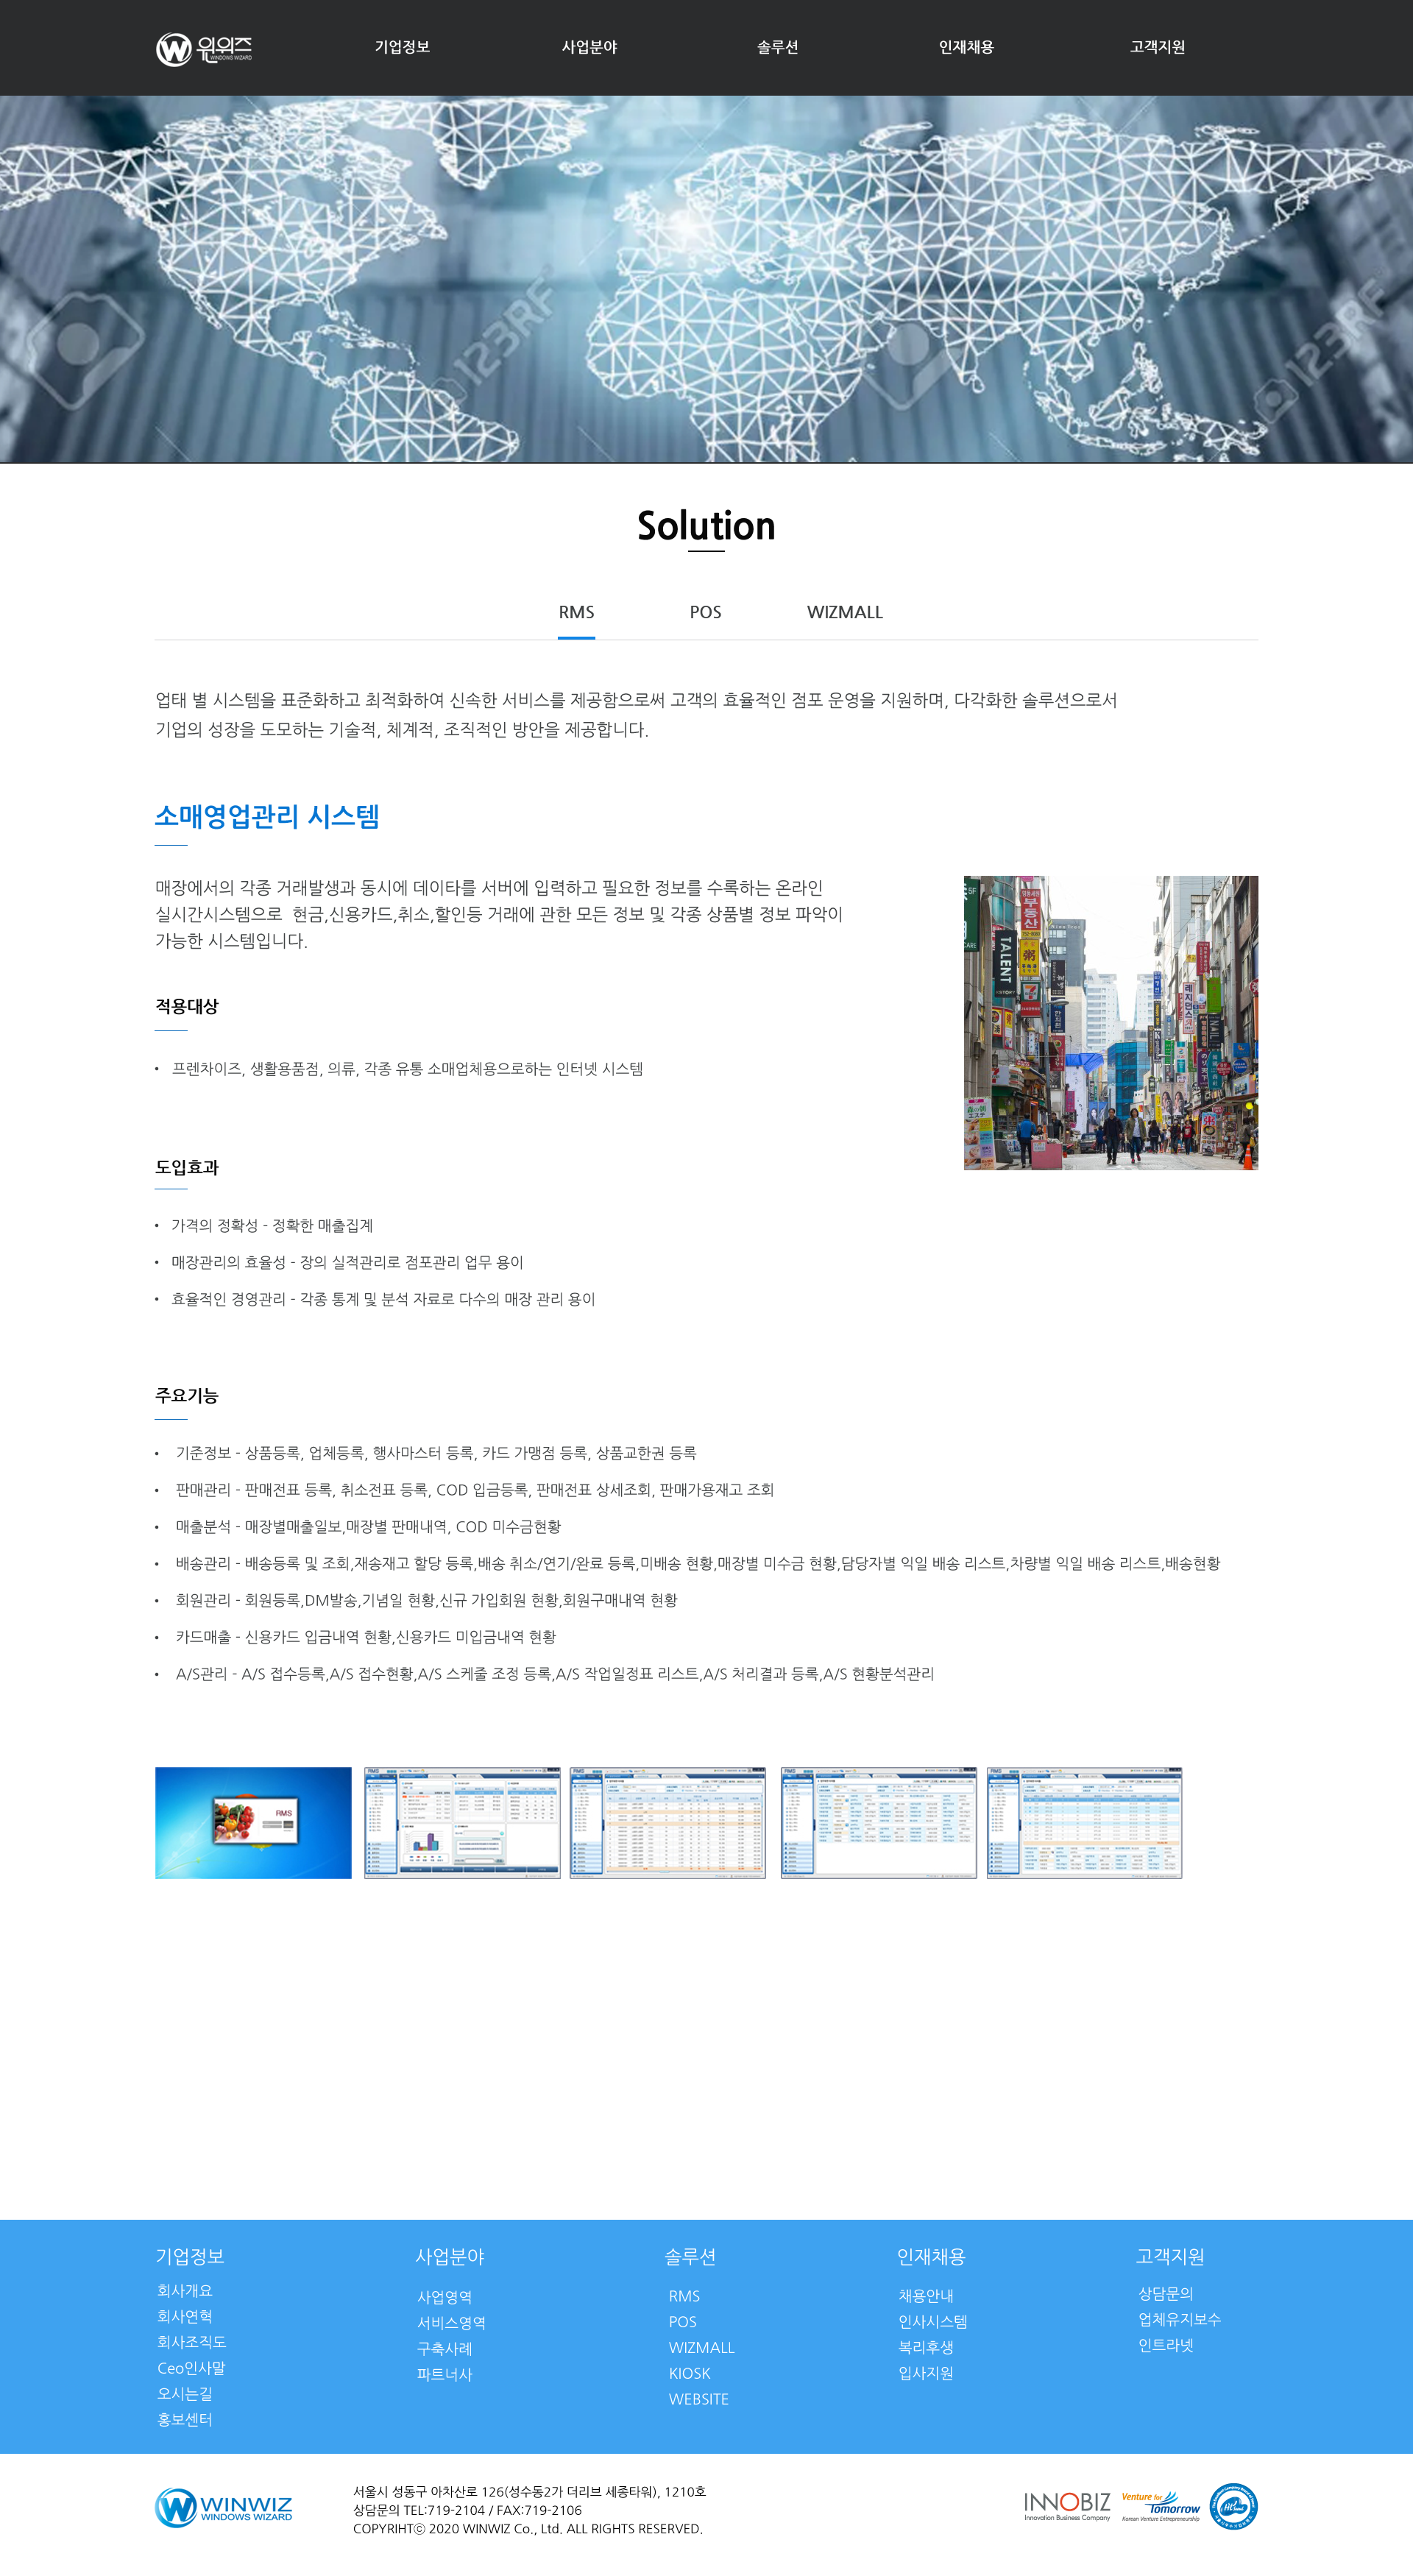 윈위즈
WINDOWS WIZARD
기업정보 사업분야 솔루션 인재채용 고객지원
123RF 123RF
Solution
RMS POS WIZMALL
업태 별 시스템을 표준화하고 최적화하여 신속한 서비스를 제공함으로써 고객의 효율적인 점포 운영을 지원하며, 다각화한 솔루션으로서
기업의 성장을 도모하는 기술적, 체계적, 조직적인 방안을 제공합니다.
소매영업관리 시스템
매장에서의 각종 거래발생과 동시에 데이타를 서버에 입력하고 필요한 정보를 수록하는 온라인
실시간시스템으로 현금,신용카드,취소,할인등 거래에 관한 모든 정보 및 각종 상품별 정보 파악이
가능한 시스템입니다.
5F
부동산
TALENT
적용대상
• 프렌차이즈, 생활용품점, 의류, 각종 유통 소매업체용으로하는 인터넷 시스템
도입효과
• 가격의 정확성 - 정확한 매출집계
• 매장관리의 효율성 - 장의 실적관리로 점포관리 업무 용이
• 효율적인 경영관리 - 각종 통계 및 분석 자료로 다수의 매장 관리 용이
주요기능
• 기준정보 - 상품등록, 업체등록, 행사마스터 등록, 카드 가맹점 등록, 상품교한권 등록
• 판매관리 - 판매전표 등록, 취소전표 등록, COD 입금등록, 판매전표 상세조회, 판매가용재고 조회
• 매출분석 - 매장별매출일보,매장별 판매내역, COD 미수금현황
• 배송관리 - 배송등록 및 조회,재송재고 할당 등록,배송 취소/연기/완료 등록,미배송 현황,매장별 미수금 현황,담당자별 익일 배송 리스트,차량별 익일 배송 리스트,배송현황
• 회원관리 - 회원등록,DM발송,기념일 현황,신규 가입회원 현황,회원구매내역 현황
• 카드매출 - 신용카드 입금내역 현황,신용카드 미입금내역 현황
• A/S관리 - A/S 접수등록,A/S 접수현황,A/S 스케줄 조정 등록,A/S 작업일정표 리스트,A/S 처리결과 등록,A/S 현황분석관리
RMS RMS RMS RMS RMS
기업정보
회사개요
회사연혁
회사조직도
Ceo인사말
오시는길
홍보센터
사업분야
사업영역
서비스영역
구축사례
파트너사
솔루션
RMS
POS
WIZMALL
KIOSK
WEBSITE
인재채용
채용안내
인사시스템
복리후생
입사지원
고객지원
상담문의
업체유지보수
인트라넷
WINWIZ
WINDOWS WIZARD
서울시 성동구 아차산로 126(성수동2가 더리브 세종타워), 1210호
상담문의 TEL:719-2104 / FAX:719-2106
COPYRIHTⓒ 2020 WINWIZ Co., Ltd. ALL RIGHTS RESERVED.
INNOBIZ
Innovation Business Company
Venture for
Tomorrow
Korean Venture Entrepreneurship